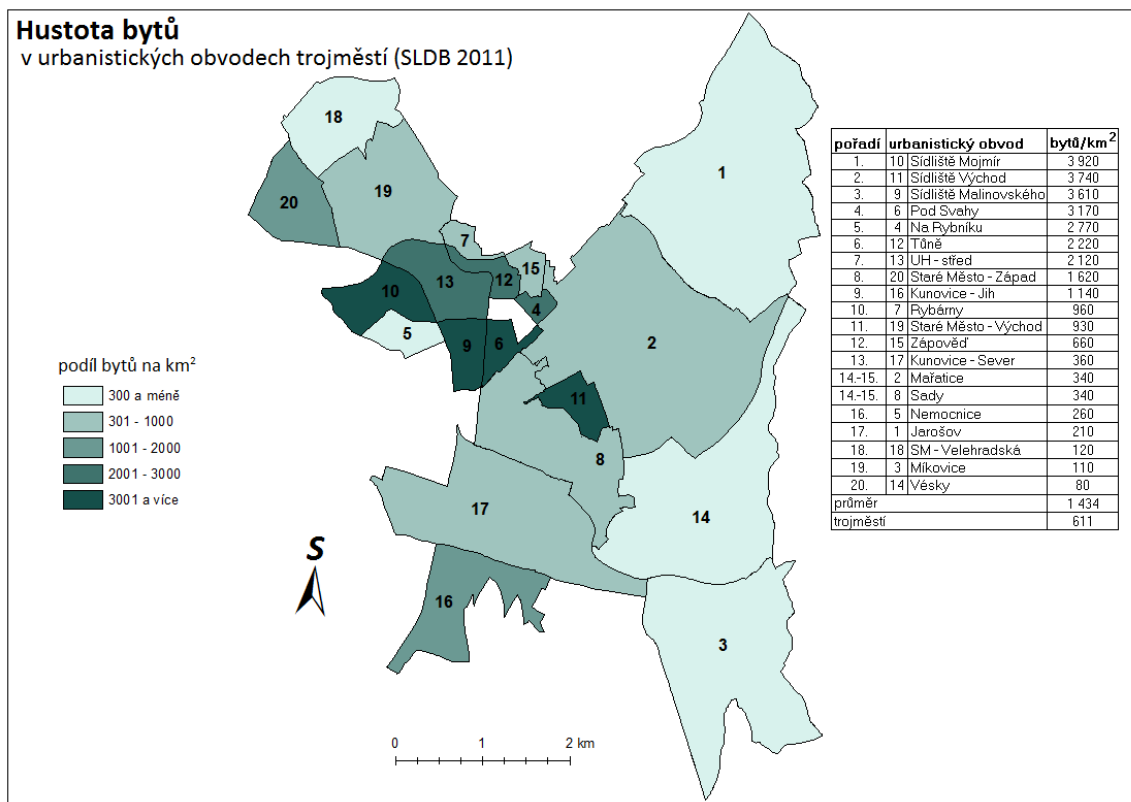 Hustota bytů
v urbanistických obvodech trojměstí (SLDB 2011)
18
1
20
19
7
15
12
13
10
4
5
9
6
2
11
8
17
14
16
3
podíl bytů na km²
300 a méně
301 - 1000
1001 - 2000
2001 - 3000
3001 a více
S
0 1 2 km
pořadí urbanistický obvod bytů/km²
1. 10 Sídliště Mojmír 3 920
2. 11 Sídliště Východ 3 740
3. 9 Sídliště Malinovského 3 610
4. 6 Pod Svahy 3 170
5. 4 Na Rybníku 2 770
6. 12 Tůně 2 220
7. 13 UH - střed 2 120
8. 20 Staré Město - Západ 1 620
9. 16 Kunovice - Jih 1 140
10. 7 Rybárny 960
11. 19 Staré Město - Východ 930
12. 15 Zápověď 660
13. 17 Kunovice - Sever 360
14.-15. 2 Mařatice 340
14.-15. 8 Sady 340
16. 5 Nemocnice 260
17. 1 Jarošov 210
18. 18 SM - Velehradská 120
19. 3 Míkovice 110
20. 14 Vésky 80
průměr 1 434
trojměstí 611